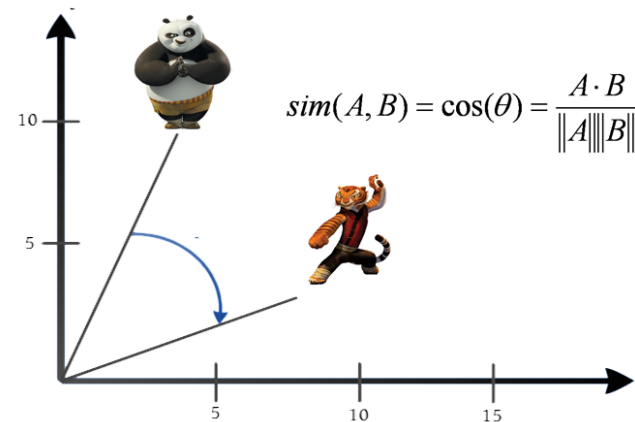 10
sim(A, B) = cos(θ) = A · B / ‖A‖‖B‖
5
5 10 15